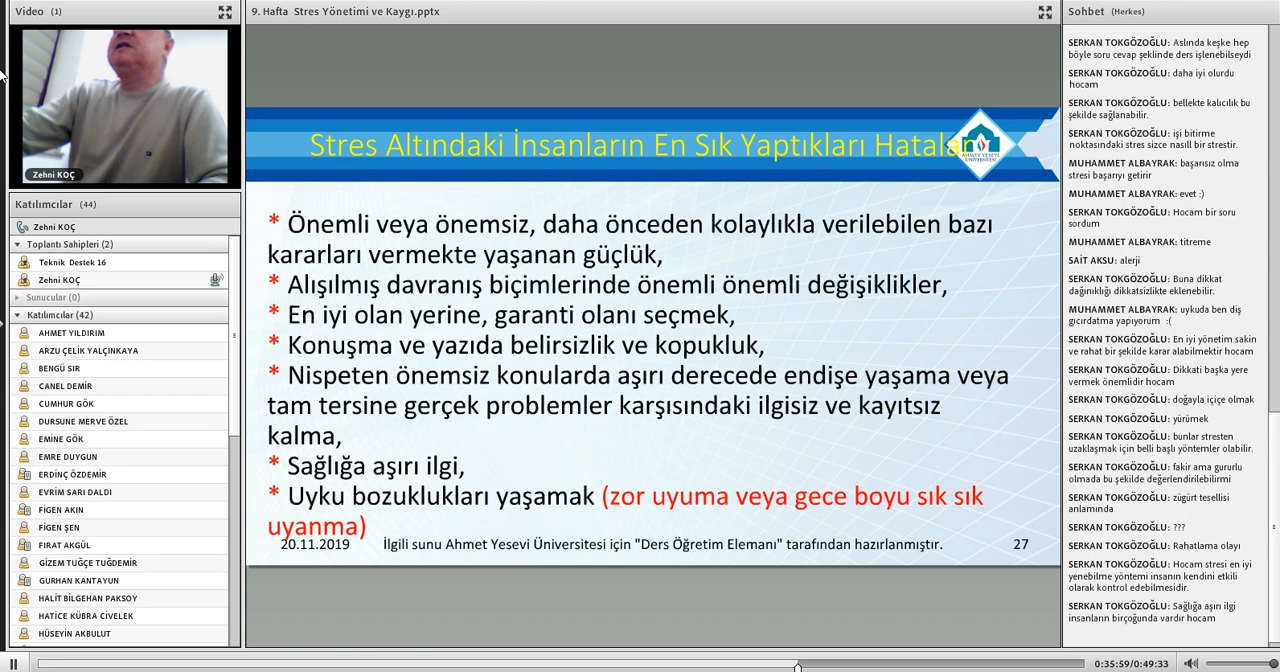 Video (1)
Zehni KOÇ
Katılımcılar (44)
Zehni KOÇ
Toplantı Sahipleri (2)
Teknik Destek 16
Zehni KOÇ
Sunucular (0)
Katılımcılar (42)
AHMET YILDIRIM
ARZU ÇELİK YALÇINKAYA
BENGÜ SIR
CANEL DEMİR
CUMHUR GÖK
DURSUNE MERVE ÖZEL
EMİNE GÖK
EMRE DUYGUN
ERDİNÇ ÖZDEMİR
EVRİM SARI DALDI
FİGEN AKIN
FİGEN ŞEN
FIRAT AKGÜL
GİZEM TUĞÇE TUĞDEMİR
GURHAN KANTAYUN
HALİT BİLGEHAN PAKSOY
HATİCE KÜBRA CİVELEK
HÜSEYİN AKBULUT
9. Hafta Stres Yönetimi ve Kaygı.pptx
Stres Altındaki İnsanların En Sık Yaptıkları Hatalar
AHMET YESEVİ
ÜNİVERSİTESİ
* Önemli veya önemsiz, daha önceden kolaylıkla verilebilen bazı
kararları vermekte yaşanan güçlük,
* Alışılmış davranış biçimlerinde önemli önemli değişiklikler,
* En iyi olan yerine, garanti olanı seçmek,
* Konuşma ve yazıda belirsizlik ve kopukluk,
* Nispeten önemsiz konularda aşırı derecede endişe yaşama veya
tam tersine gerçek problemler karşısındaki ilgisiz ve kayıtsız
kalma,
* Sağlığa aşırı ilgi,
* Uyku bozuklukları yaşamak (zor uyuma veya gece boyu sık sık
uyanma)
20.11.2019 İlgili sunu Ahmet Yesevi Üniversitesi için "Ders Öğretim Elemanı" tarafından hazırlanmıştır. 27
Sohbet (Herkes)
SERKAN TOKGÖZOĞLU: Aslında keşke hep
böyle soru cevap şeklinde ders işlenebilseydi
SERKAN TOKGÖZOĞLU: daha iyi olurdu
hocam
SERKAN TOKGÖZOĞLU: bellekte kalıcılık bu
şekilde sağlanabilir.
SERKAN TOKGÖZOĞLU: işi bitirme
noktasındaki stres sizce nasıll bir strestir.
MUHAMMET ALBAYRAK: başarısız olma
stresi başarıyı getirir
MUHAMMET ALBAYRAK: evet :)
SERKAN TOKGÖZOĞLU: Hocam bir soru
sordum
MUHAMMET ALBAYRAK: titreme
SAİT AKSU: alerji
SERKAN TOKGÖZOĞLU: Buna dikkat
dağınıklığı dikkatsizlikte eklenebilir.
MUHAMMET ALBAYRAK: uykuda ben diş
gıcırdatma yapıyorum :(
SERKAN TOKGÖZOĞLU: En iyi yönetim sakin
ve rahat bir şekilde karar alabilmektir hocam
SERKAN TOKGÖZOĞLU: Dikkati başka yere
vermek önemlidir hocam
SERKAN TOKGÖZOĞLU: doğayla içiçe olmak
SERKAN TOKGÖZOĞLU: yürümek
SERKAN TOKGÖZOĞLU: bunlar stresten
uzaklaşmak için belli başlı yöntemler olabilir.
SERKAN TOKGÖZOĞLU: fakir ama gururlu
olmada bu şekilde değerlendirilebilirmi
SERKAN TOKGÖZOĞLU: zügürt tesellisi
anlamında
SERKAN TOKGÖZOĞLU: ???
SERKAN TOKGÖZOĞLU: Rahatlama olayı
SERKAN TOKGÖZOĞLU: Hocam stresi en iyi
yenebilme yöntemi insanın kendini etkili
olarak kontrol edebilmesidir.
SERKAN TOKGÖZOĞLU: Sağlığa aşırı ilgi
insanların birçoğunda vardır hocam
0:35:59/0:49:33